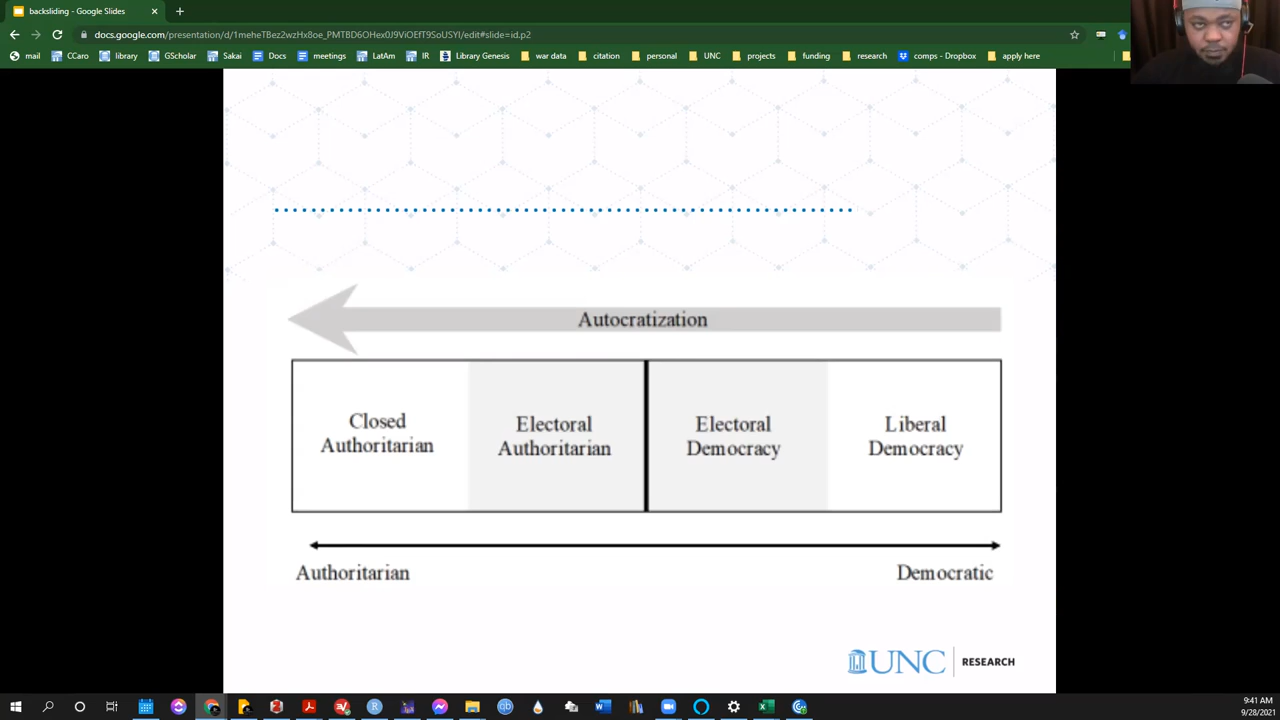 backsliding - Google Slides
docs.google.com/presentation/d/1meheTBez2wzHx8oe_PMTBD6OHex0J9ViOEfT9SoUSYI/edit#slide=id.p2
mail CCaro library GScholar Sakai Docs meetings LatAm IR Library Genesis war data citation personal UNC projects funding research comps - Dropbox apply here
Autocratization
Closed
Authoritarian
Electoral
Authoritarian
Electoral
Democracy
Liberal
Democracy
Authoritarian
Democratic
UNC RESEARCH
9:41 AM
9/28/2021